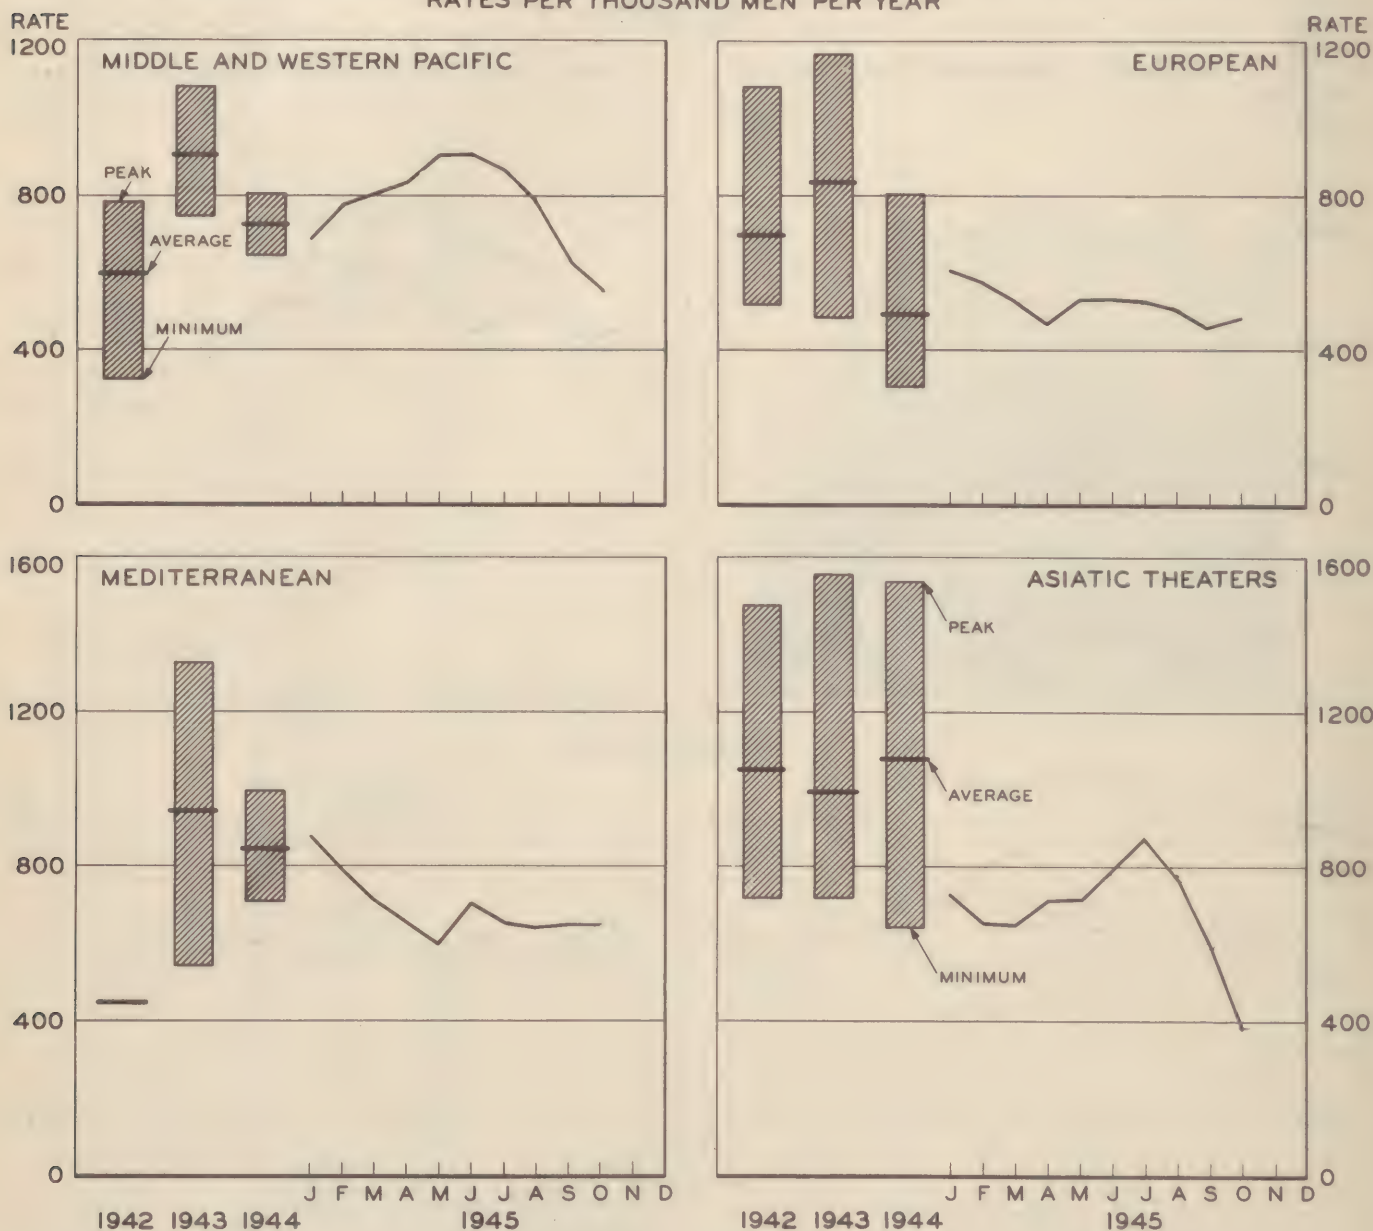 RATES PER THOUSAND MEN PER YEAR
RATE
RATE
1200
MIDDLE AND WESTERN PACIFIC
EUROPEAN
1200
PEAK
800
800
AVERAGE
MINIMUM
400
400
0
0
1600
MEDITERRANEAN
ASIATIC THEATERS
1600
PEAK
1200
1200
AVERAGE
800
800
MINIMUM
400
400
0
0
J F M A M J J A S O N D
J F M A M J J A S O N D
1942 1943 1944 1945
1942 1943 1944 1945